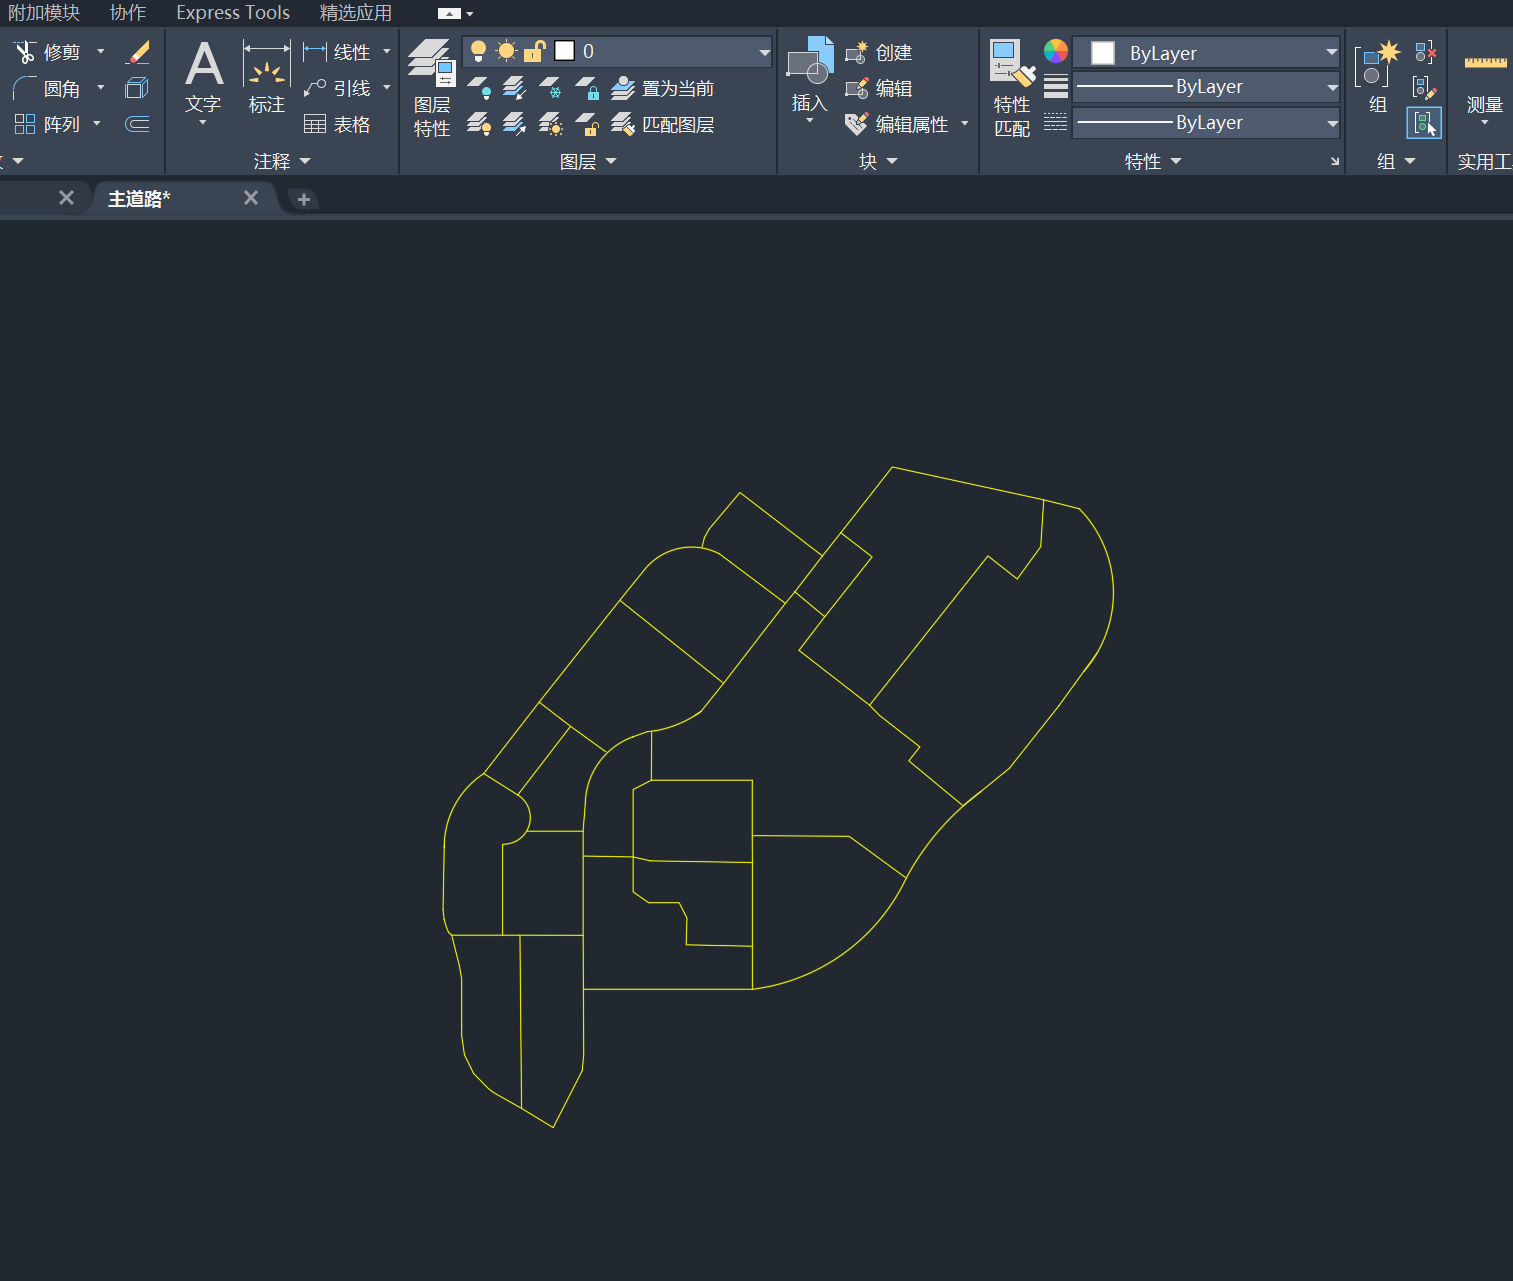 附加模块 协作 Express Tools 精选应用
修剪 线性 0 创建 ByLayer
圆角 引线 置为当前 编辑 ByLayer
文字 标注 图层 插入 特性 组 测量
阵列 表格 特性 匹配图层 编辑属性 匹配 ByLayer
注释 图层 块 特性 组 实用工
主道路*